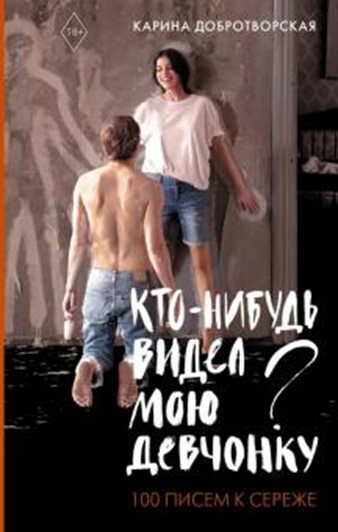 18+
КАРИНА ДОБРОТВОРСКАЯ
КТО-НИБУДЬ
ВИДЕЛ
МОЮ
ДЕВЧОНКУ?
100 ПИСЕМ К СЕРЕЖЕ